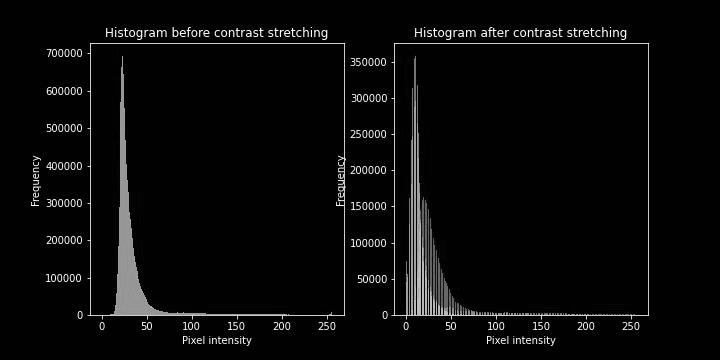 Histogram before contrast stretching
700000
600000
500000
400000
300000
200000
100000
0
Frequency
0 50 100 150 200 250
Pixel intensity
Histogram after contrast stretching
350000
300000
250000
200000
150000
100000
50000
0
Frequency
0 50 100 150 200 250
Pixel intensity